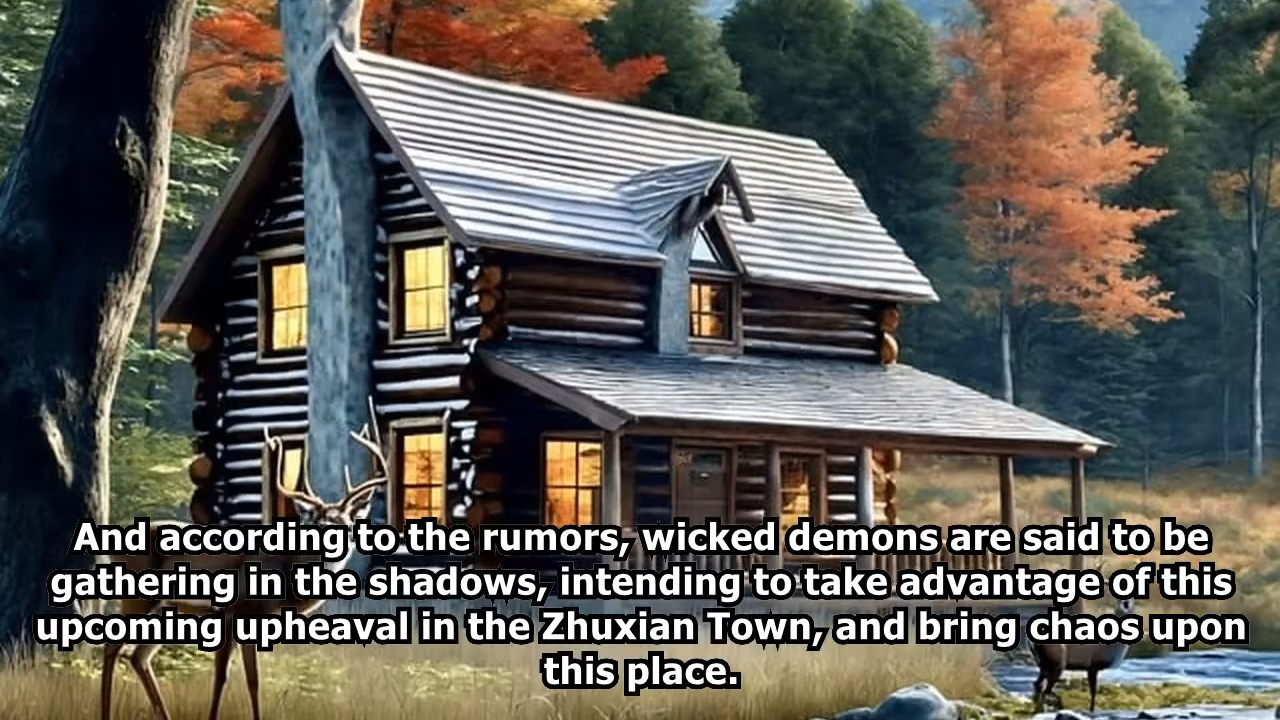 And according to the rumors, wicked demons are said to be
gathering in the shadows, intending to take advantage of this
upcoming upheaval in the Zhuxian Town, and bring chaos upon
this place.